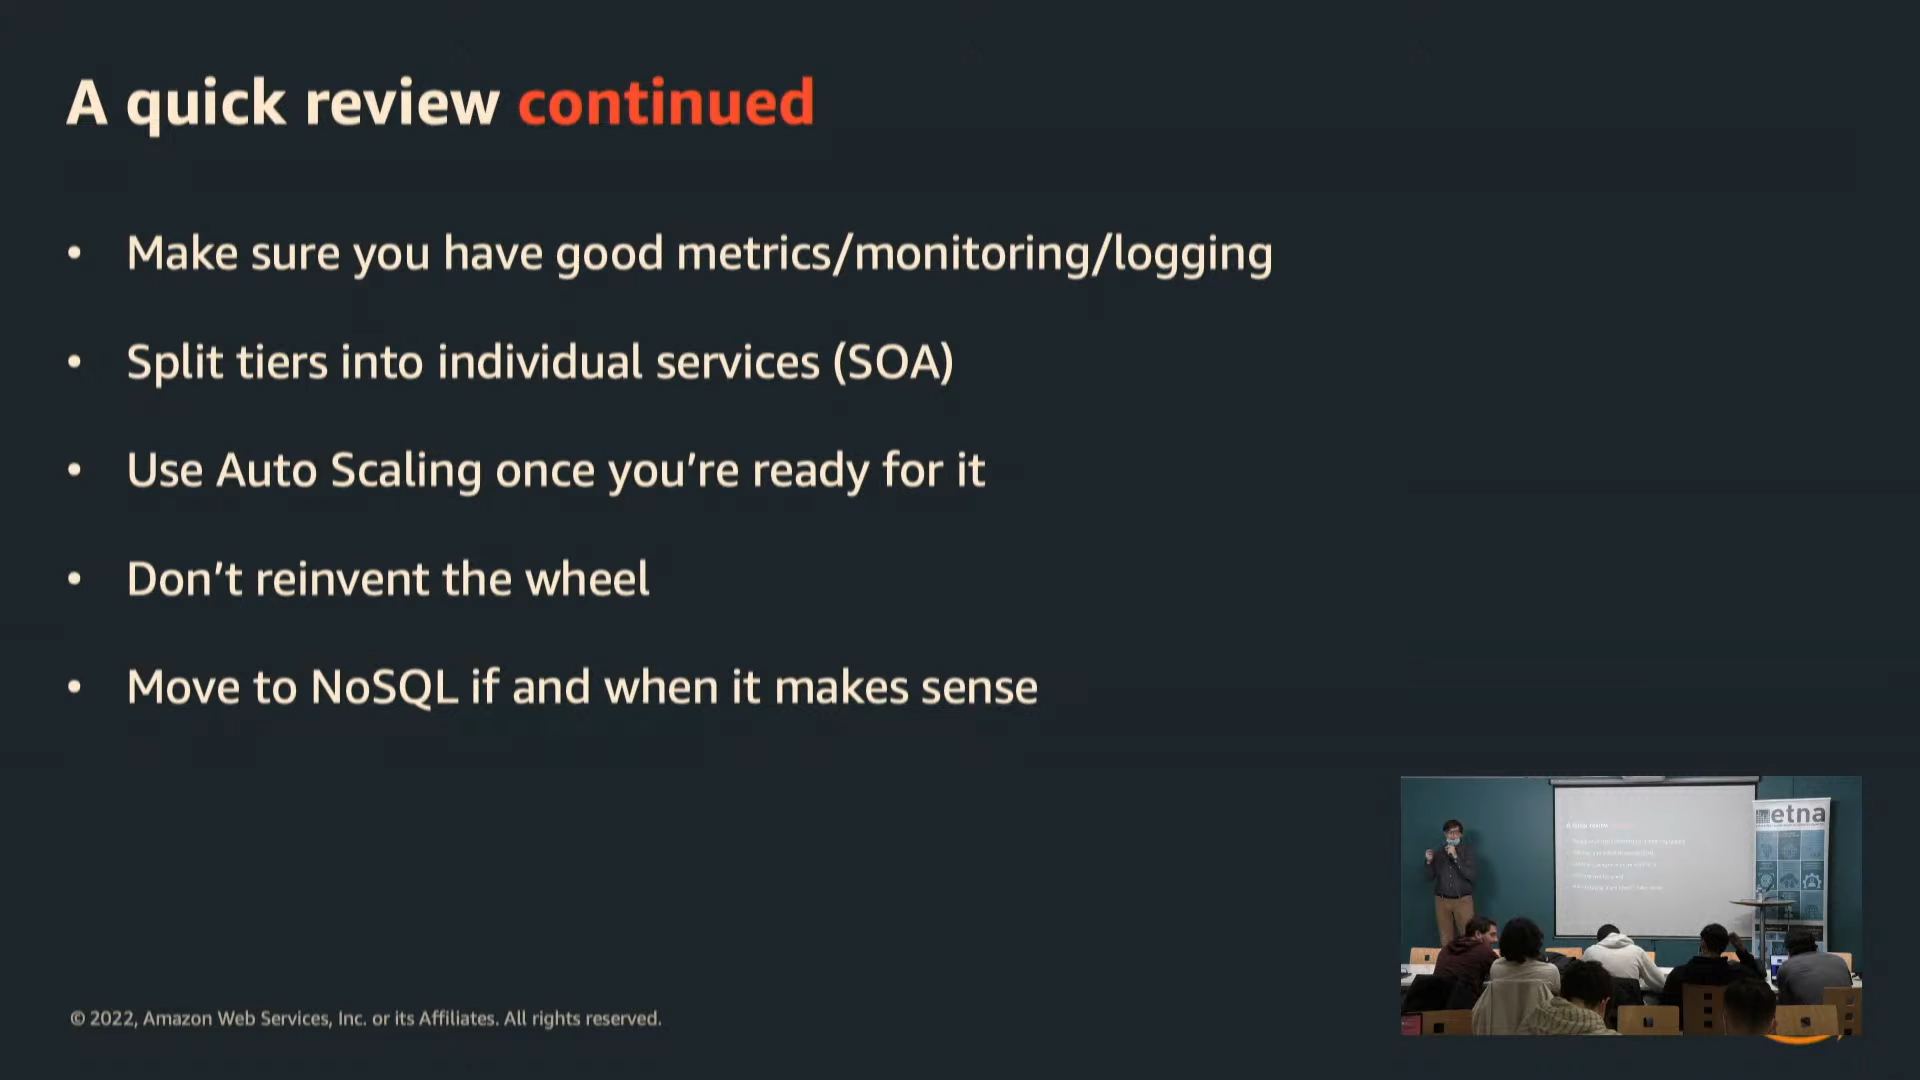 A quick review continued
• Make sure you have good metrics/monitoring/logging
• Split tiers into individual services (SOA)
• Use Auto Scaling once you’re ready for it
• Don’t reinvent the wheel
• Move to NoSQL if and when it makes sense
etna
© 2022, Amazon Web Services, Inc. or its Affiliates. All rights reserved.